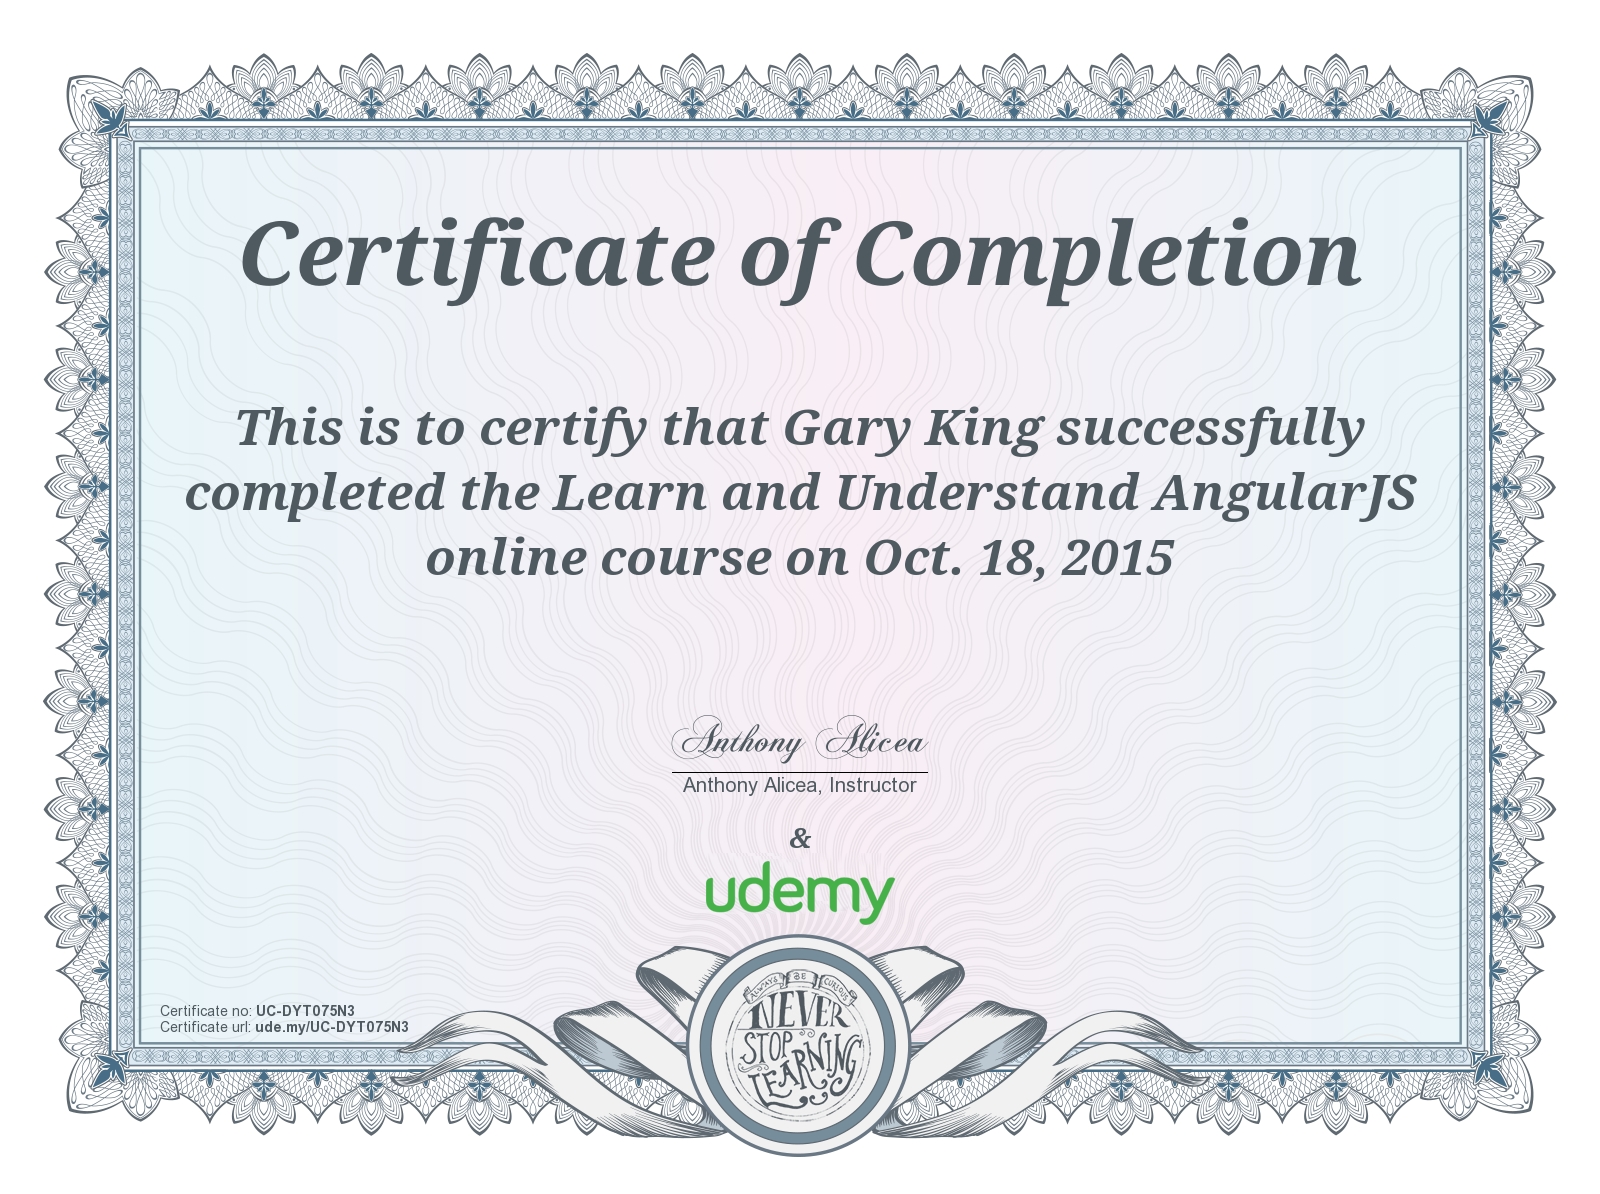 Certificate of Completion
This is to certify that Gary King successfully
completed the Learn and Understand AngularJS
online course on Oct. 18, 2015
Anthony Alicea
Anthony Alicea, Instructor
&
udemy
Certificate no: UC-DYT075N3
Certificate url: ude.my/UC-DYT075N3
ALWAYS BE CURIOUS
NEVER
STOP
LEARNING